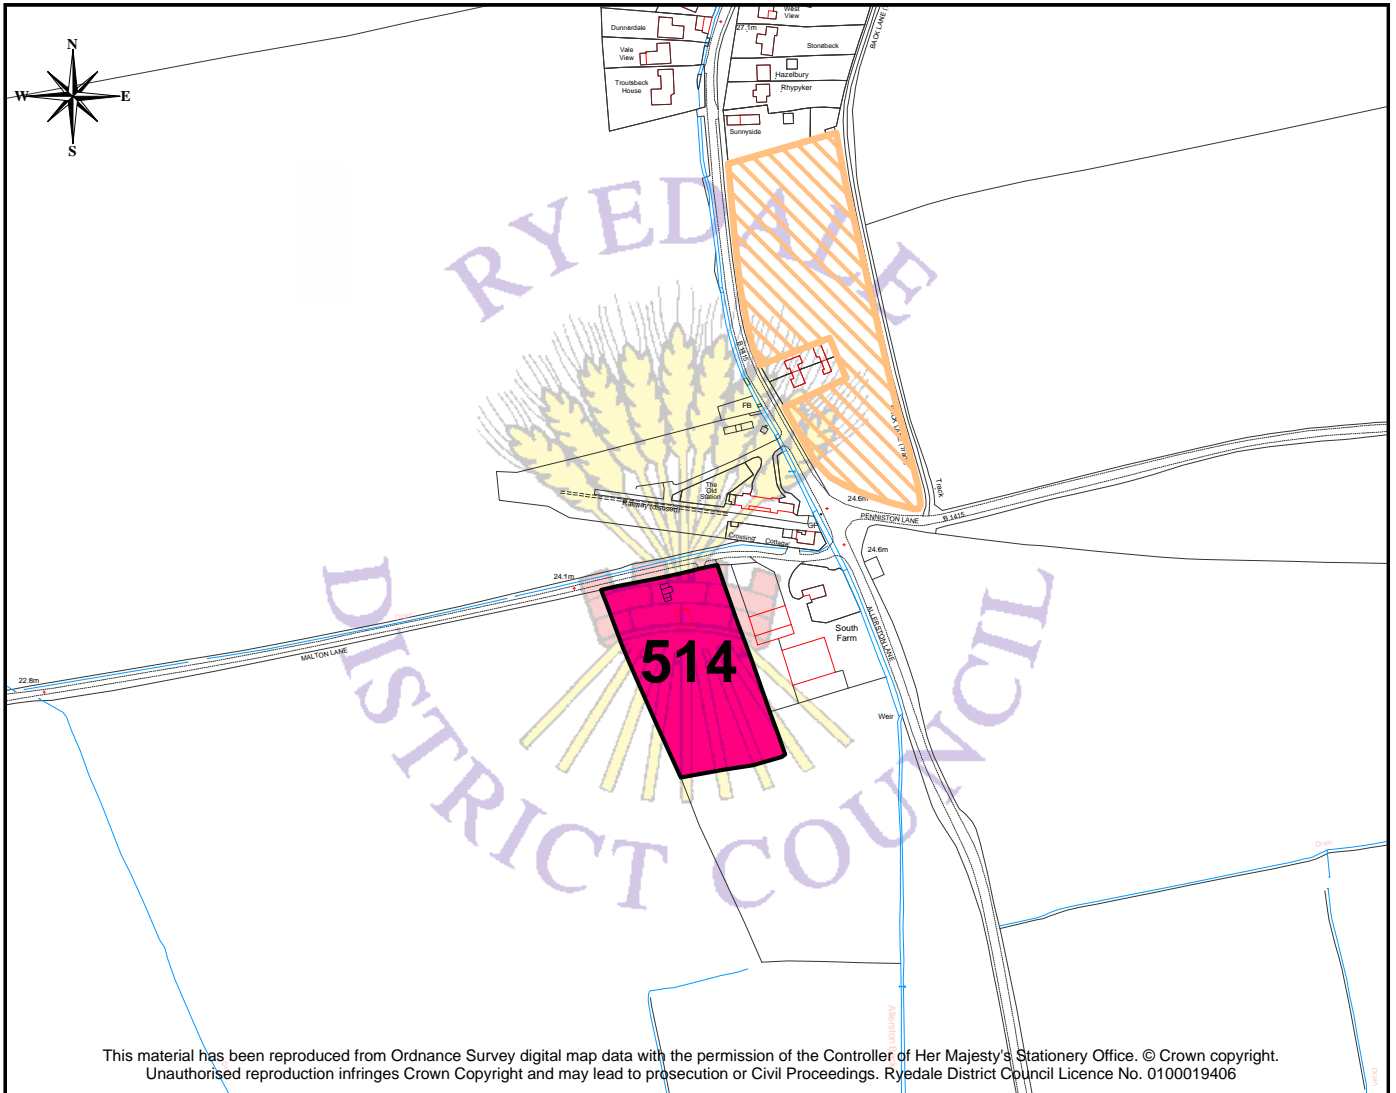 West
View
27.1m
Dunnerdale
Stonebeck
Vale
View
BACK LANE
Hazelbury
Troutsbeck
House
Rhypyker
Sunnyside
N
W
E
S
RYEDALE
B 1415
FB
The
Old
Station
Railway (disused)
Track
24.6m
PENNISTON LANE
B 1415
GP
Crossing Cottage
24.6m
24.1m
MALTON LANE
22.8m
ALLERSTON LANE
South
Farm
514
Weir
DISTRICT COUNCIL
Drain
Allerston
Drain
This material has been reproduced from Ordnance Survey digital map data with the permission of the Controller of Her Majesty's Stationery Office. © Crown copyright.
Unauthorised reproduction infringes Crown Copyright and may lead to prosecution or Civil Proceedings. Ryedale District Council Licence No. 0100019406